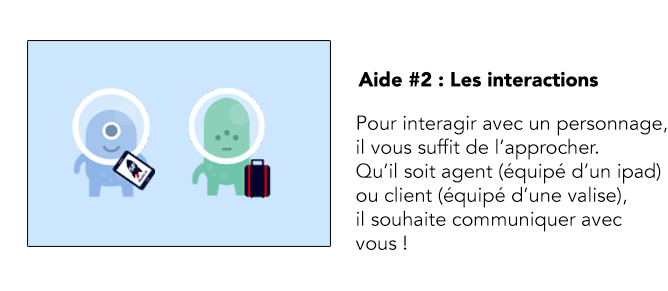 Aide #2 : Les interactions
Pour interagir avec un personnage,
il vous suffit de l'approcher.
Qu'il soit agent (équipé d'un ipad)
ou client (équipé d'une valise),
il souhaite communiquer avec
vous !